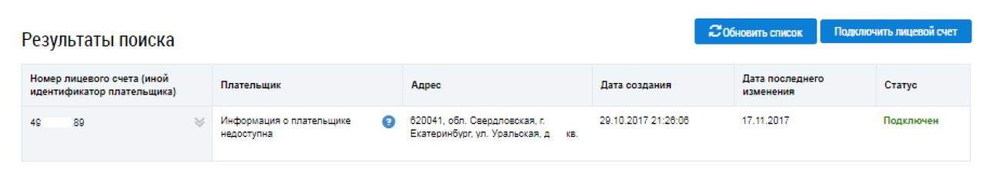 Результаты поиска
Обновить список
Подключить лицевой счет
Номер лицевого счета (иной
идентификатор плательщика)
Плательщик
Адрес
Дата создания
Дата последнего
изменения
Статус
46 89
Информация о плательщике
недоступна
?
620041, обл. Свердловская, г.
Екатеринбург, ул. Уральская, д кв.
29.10.2017 21:26:06
17.11.2017
Подключен